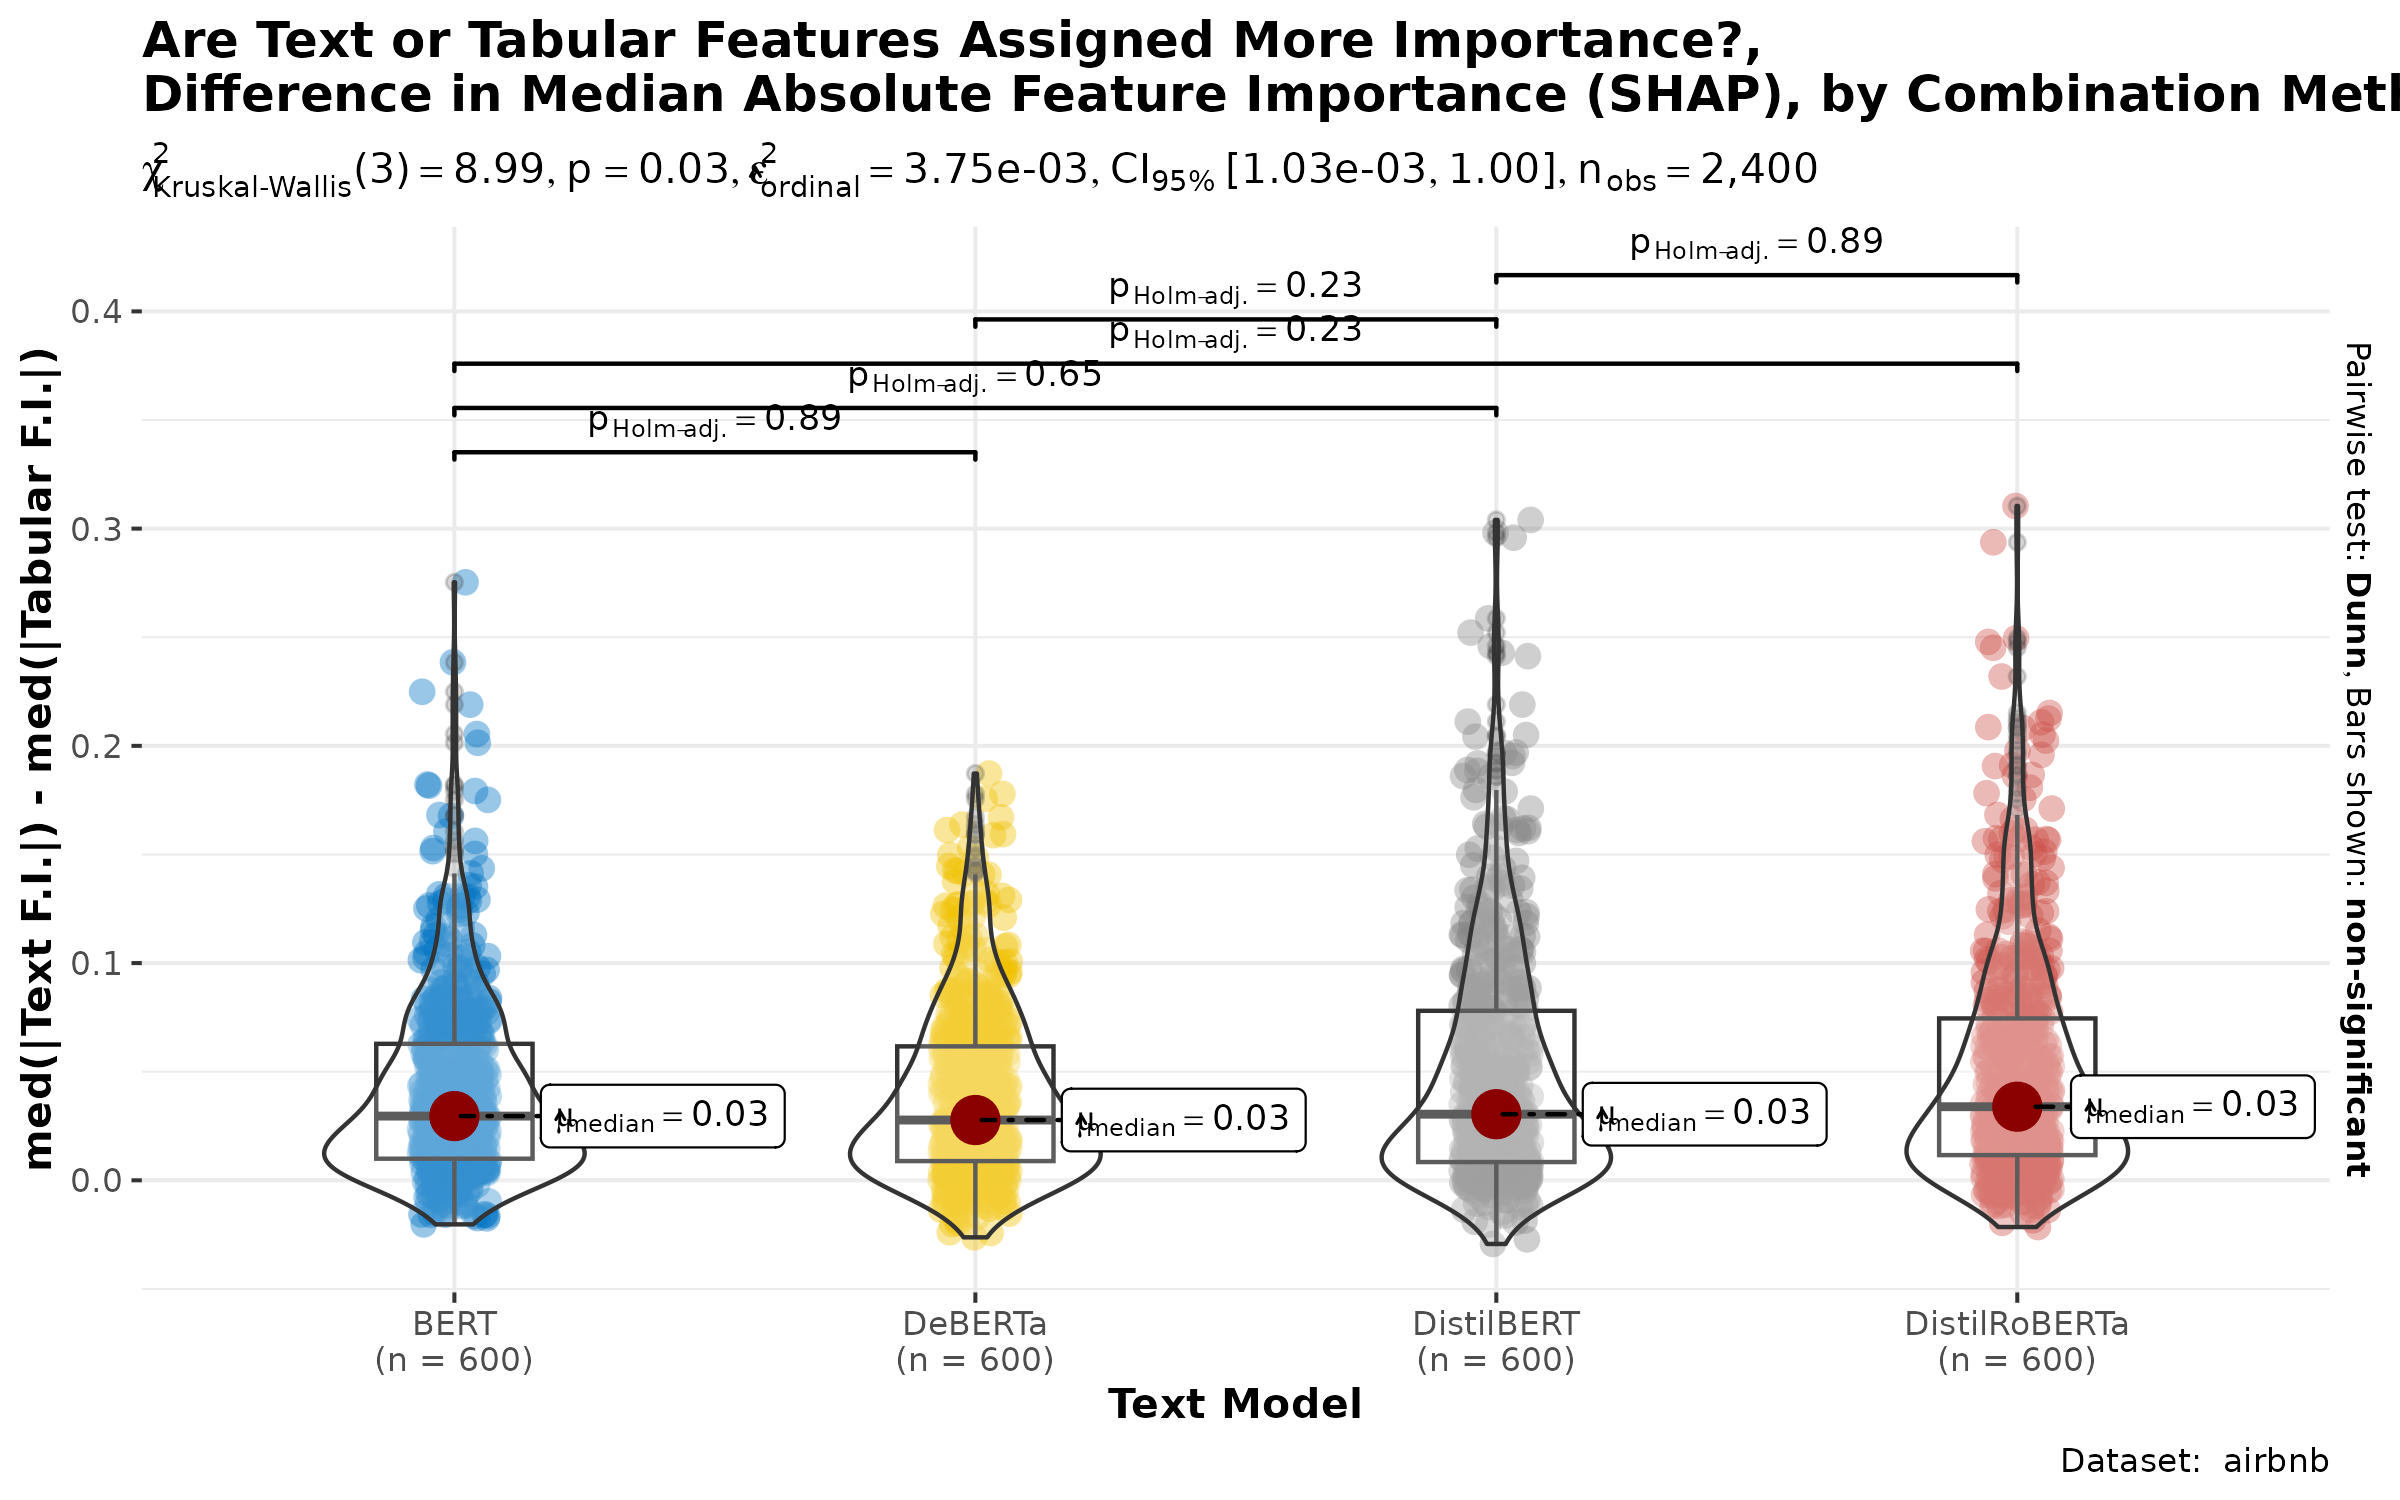 Are Text or Tabular Features Assigned More Importance?,
Difference in Median Absolute Feature Importance (SHAP), by Combination Meth
χ²Kruskal-Wallis(3) = 8.99, p = 0.03, ε̂²ordinal = 3.75e-03, CI95% [1.03e-03, 1.00], nobs = 2,400
pHolm-adj. = 0.89
pHolm-adj. = 0.23
pHolm-adj. = 0.23
pHolm-adj. = 0.65
pHolm-adj. = 0.89
med(|Text F.I.|) - med(|Tabular F.I.|)
0.4
0.3
0.2
0.1
0.0
μ̂median = 0.03
μ̂median = 0.03
μ̂median = 0.03
μ̂median = 0.03
Pairwise test: Dunn, Bars shown: non-significant
BERT
(n = 600)
DeBERTa
(n = 600)
DistilBERT
(n = 600)
DistilRoBERTa
(n = 600)
Text Model
Dataset:  airbnb